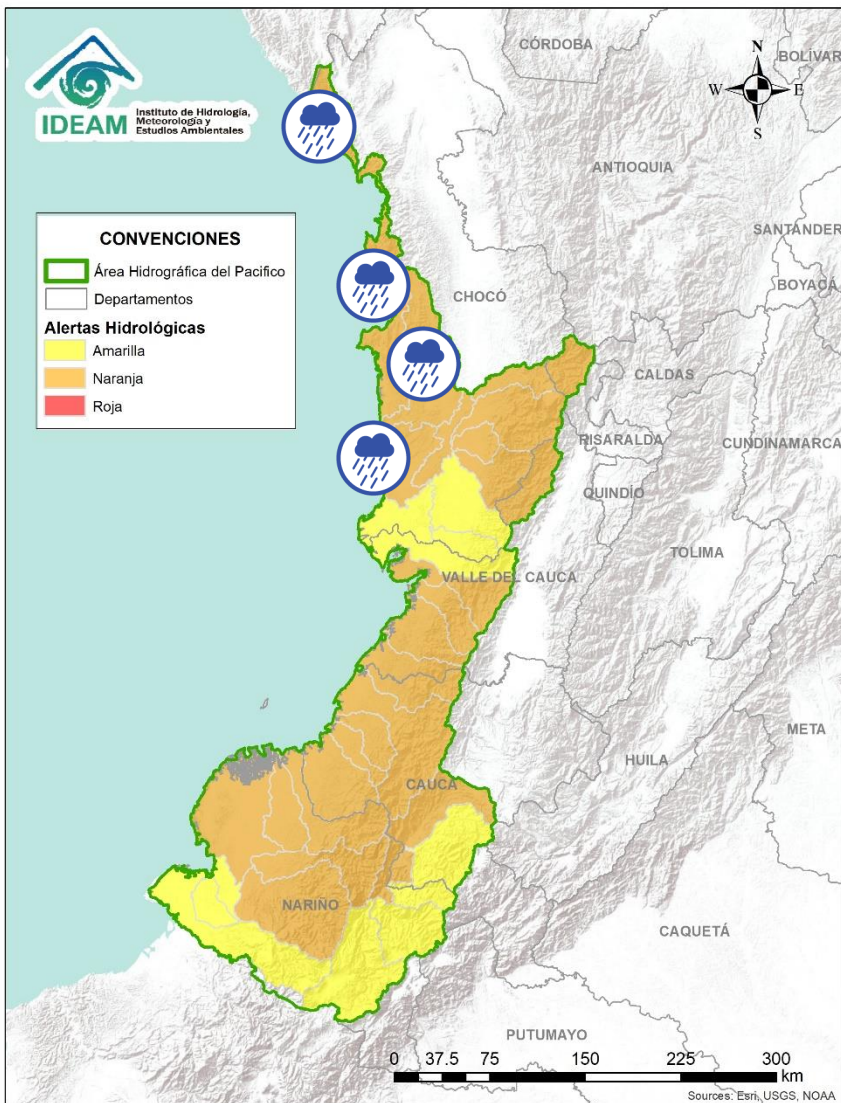 IDEAM
Instituto de Hidrología,
Meteorología y
Estudios Ambientales
CÓRDOBA
BOLÍVAR
N
W
E
S
ANTIOQUIA
SANTANDER
BOYACÁ
CONVENCIONES
Área Hidrográfica del Pacifico
Departamentos
Alertas Hidrológicas
Amarilla
Naranja
Roja
CHOCÓ
CALDAS
RISARALDA
CUNDINAMARCA
QUINDÍO
TOLIMA
VALLE DEL CAUCA
META
HUILA
CAUCA
NARIÑO
CAQUETÁ
PUTUMAYO
0 37.5 75 150 225 300
km
Sources: Esri, USGS, NOAA